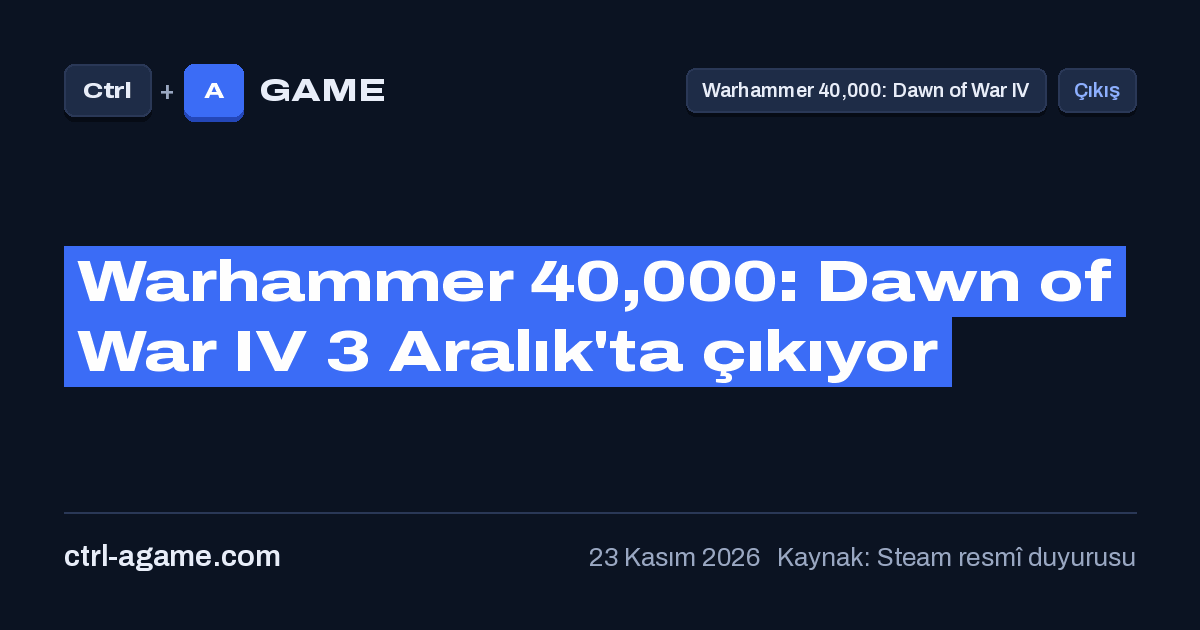 Ctrl + A GAME
Warhammer 40,000: Dawn of War IV
Çıkış
Warhammer 40,000: Dawn of
War IV 3 Aralık'ta çıkıyor
ctrl-agame.com
23 Kasım 2026 Kaynak: Steam resmî duyurusu